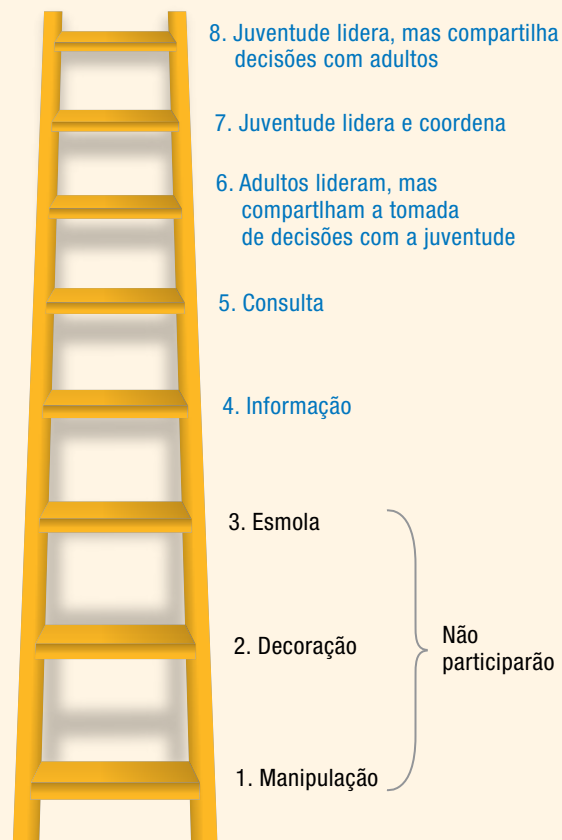 8. Juventude lidera, mas compartilha
decisões com adultos
7. Juventude lidera e coordena
6. Adultos lideram, mas
compartlham a tomada
de decisões com a juventude
5. Consulta
4. Informação
3. Esmola
2. Decoração
Não
participarão
1. Manipulação